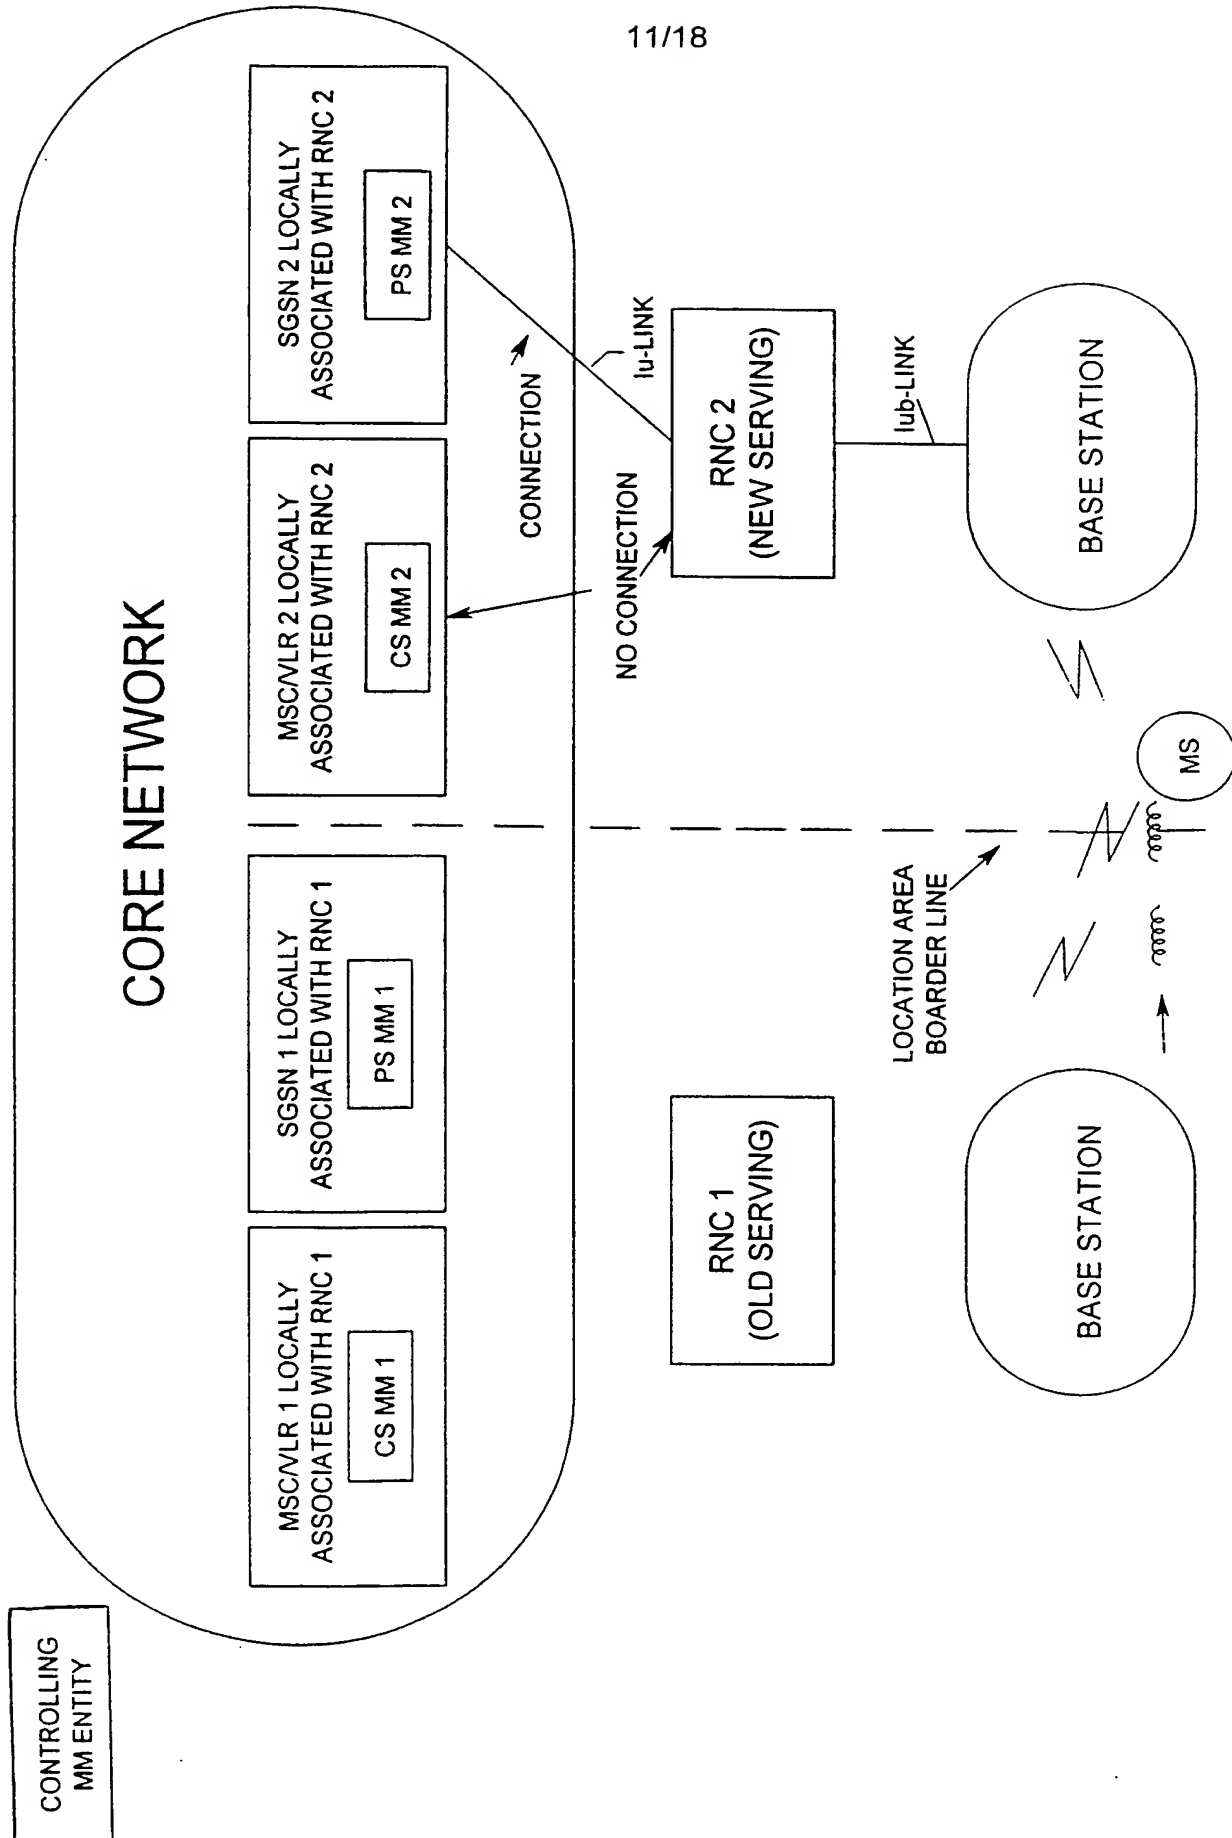 11/18
CONTROLLING
MM ENTITY
CORE NETWORK
MSC/VLR 1 LOCALLY
ASSOCIATED WITH RNC 1
CS MM 1
SGSN 1 LOCALLY
ASSOCIATED WITH RNC 1
PS MM 1
MSC/VLR 2 LOCALLY
ASSOCIATED WITH RNC 2
CS MM 2
SGSN 2 LOCALLY
ASSOCIATED WITH RNC 2
PS MM 2
CONNECTION
Iu-LINK
NO CONNECTION
RNC 1
(OLD SERVING)
RNC 2
(NEW SERVING)
LOCATION AREA
BOARDER LINE
Iub-LINK
BASE STATION
MS
BASE STATION